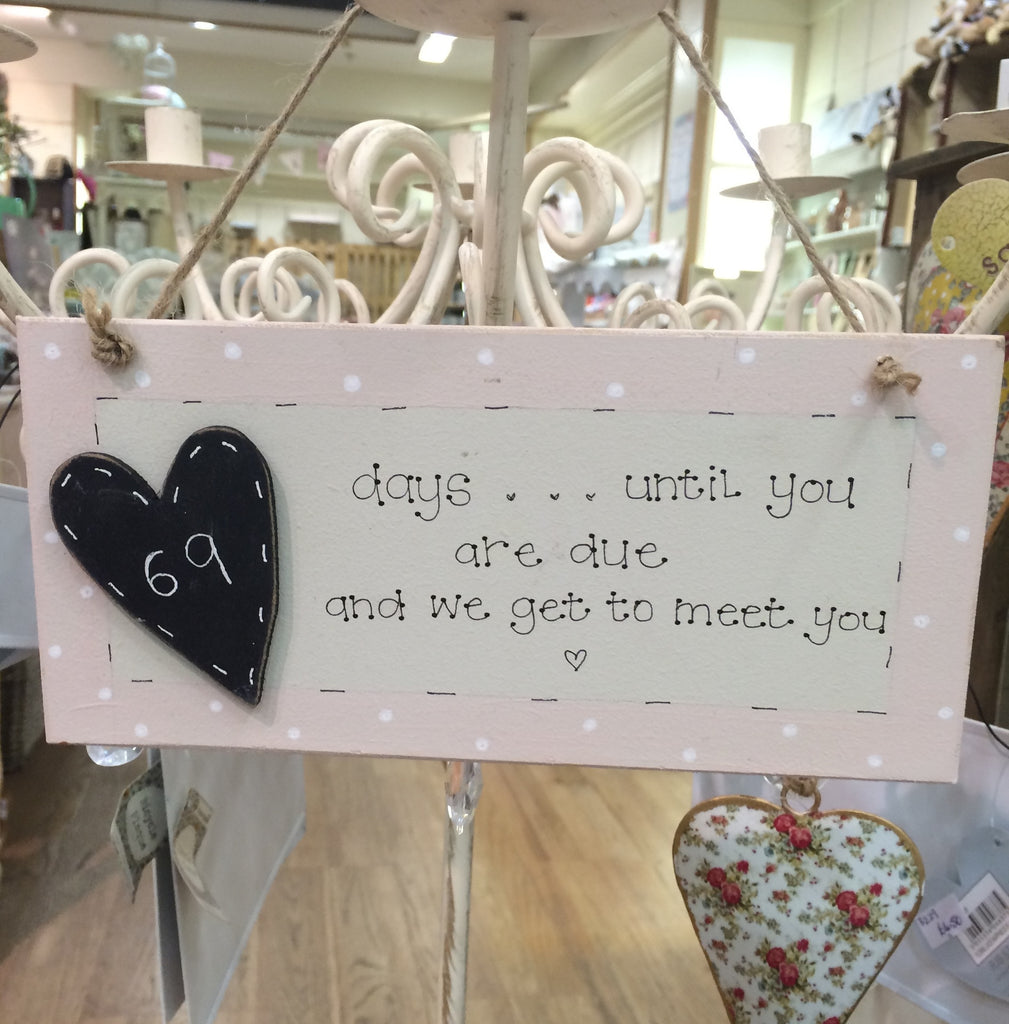 69
days . . . until you
are due
and we get to meet you